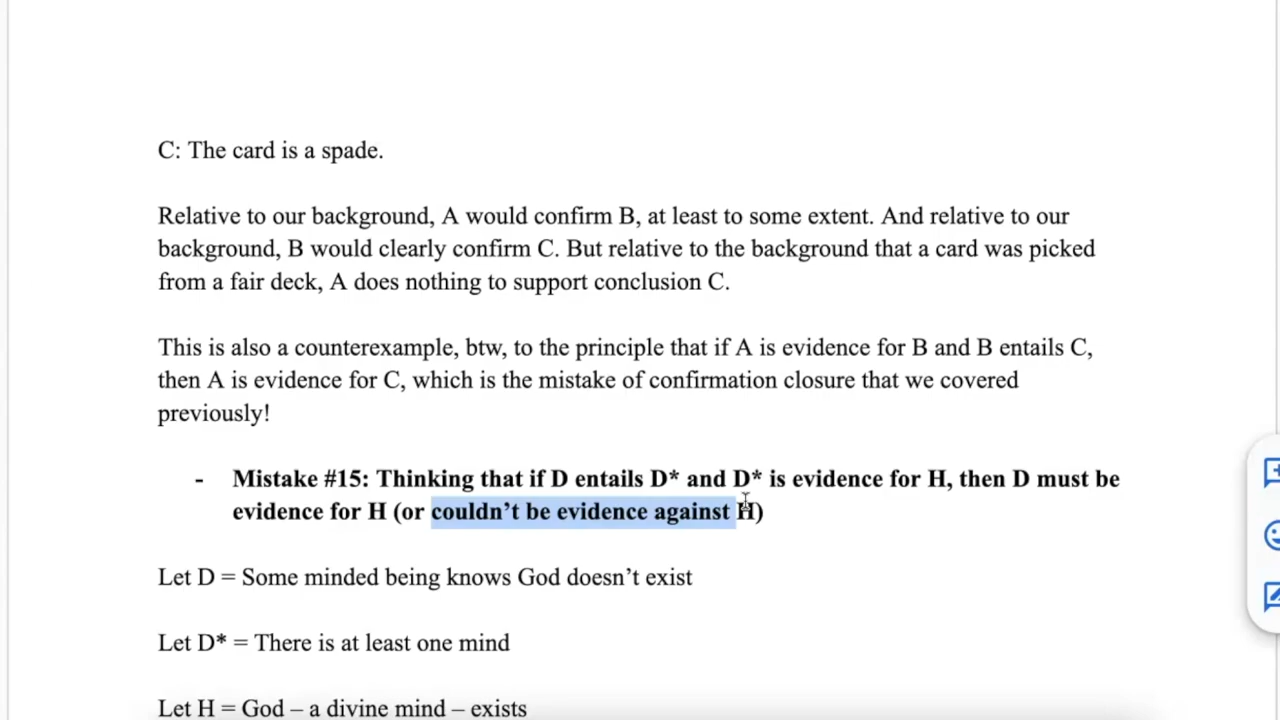 C: The card is a spade.
Relative to our background, A would confirm B, at least to some extent. And relative to our
background, B would clearly confirm C. But relative to the background that a card was picked
from a fair deck, A does nothing to support conclusion C.
This is also a counterexample, btw, to the principle that if A is evidence for B and B entails C,
then A is evidence for C, which is the mistake of confirmation closure that we covered
previously!
- Mistake #15: Thinking that if D entails D* and D* is evidence for H, then D must be
evidence for H (or couldn’t be evidence against H)
Let D = Some minded being knows God doesn’t exist
Let D* = There is at least one mind
Let H = God – a divine mind – exists